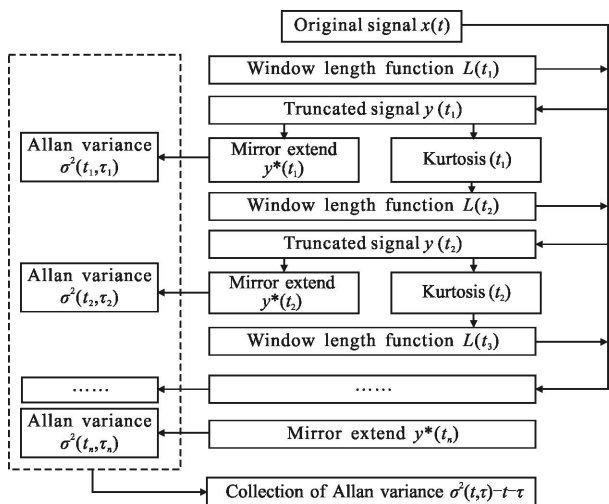 Original signal x(t)
Window length function L(t₁)
Truncated signal y(t₁)
Allan variance
σ²(t₁,τ₁)
Mirror extend
y*(t₁)
Kurtosis(t₁)
Window length function L(t₂)
Truncated signal y(t₂)
Allan variance
σ²(t₂,τ₂)
Mirror extend
y*(t₂)
Kurtosis(t₂)
Window length function L(t₃)
……
……
Allan variance
σ²(tₙ,τₙ)
Mirror extend y*(tₙ)
Collection of Allan variance σ²(t,τ)-t-τ